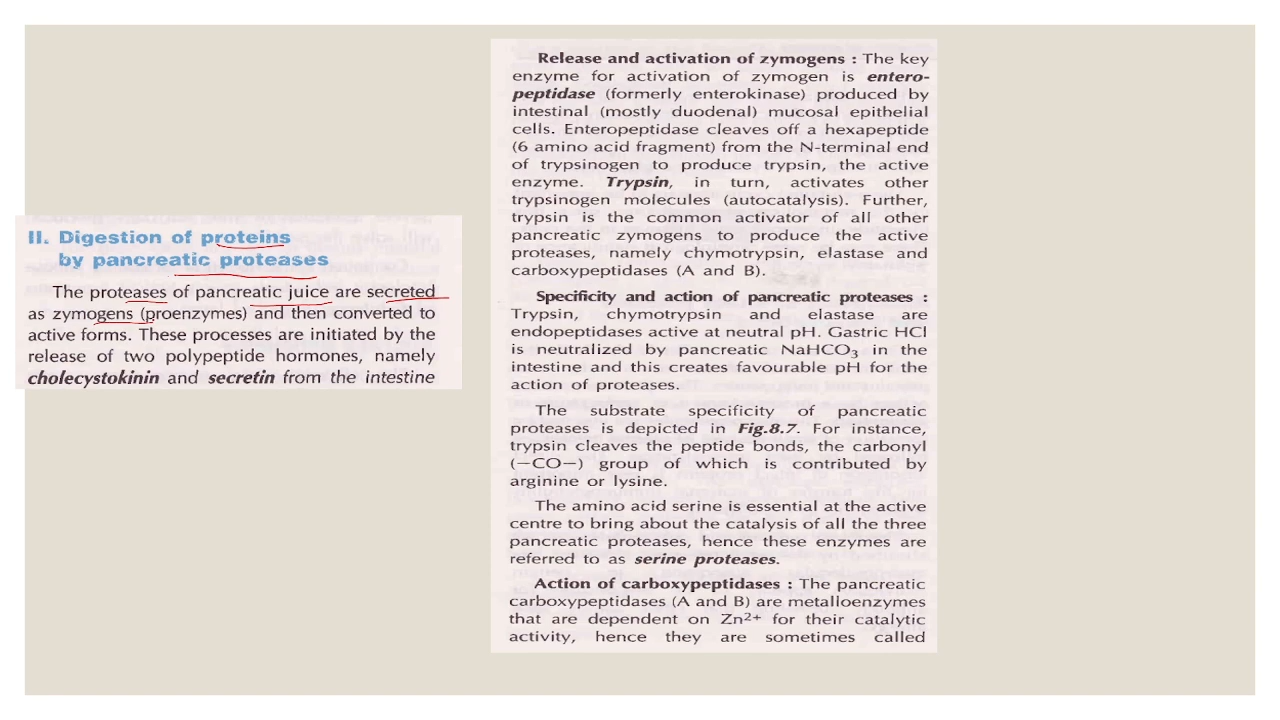 II. Digestion of proteins
by pancreatic proteases
The proteases of pancreatic juice are secreted
as zymogens (proenzymes) and then converted to
active forms. These processes are initiated by the
release of two polypeptide hormones, namely
cholecystokinin and secretin from the intestine
Release and activation of zymogens : The key
enzyme for activation of zymogen is entero-
peptidase (formerly enterokinase) produced by
intestinal (mostly duodenal) mucosal epithelial
cells. Enteropeptidase cleaves off a hexapeptide
(6 amino acid fragment) from the N-terminal end
of trypsinogen to produce trypsin, the active
enzyme. Trypsin, in turn, activates other
trypsinogen molecules (autocatalysis). Further,
trypsin is the common activator of all other
pancreatic zymogens to produce the active
proteases, namely chymotrypsin, elastase and
carboxypeptidases (A and B).
Specificity and action of pancreatic proteases :
Trypsin, chymotrypsin and elastase are
endopeptidases active at neutral pH. Gastric HCl
is neutralized by pancreatic NaHCO₃ in the
intestine and this creates favourable pH for the
action of proteases.
The substrate specificity of pancreatic
proteases is depicted in Fig.8.7. For instance,
trypsin cleaves the peptide bonds, the carbonyl
(—CO—) group of which is contributed by
arginine or lysine.
The amino acid serine is essential at the active
centre to bring about the catalysis of all the three
pancreatic proteases, hence these enzymes are
referred to as serine proteases.
Action of carboxypeptidases : The pancreatic
carboxypeptidases (A and B) are metalloenzymes
that are dependent on Zn²⁺ for their catalytic
activity, hence they are sometimes called